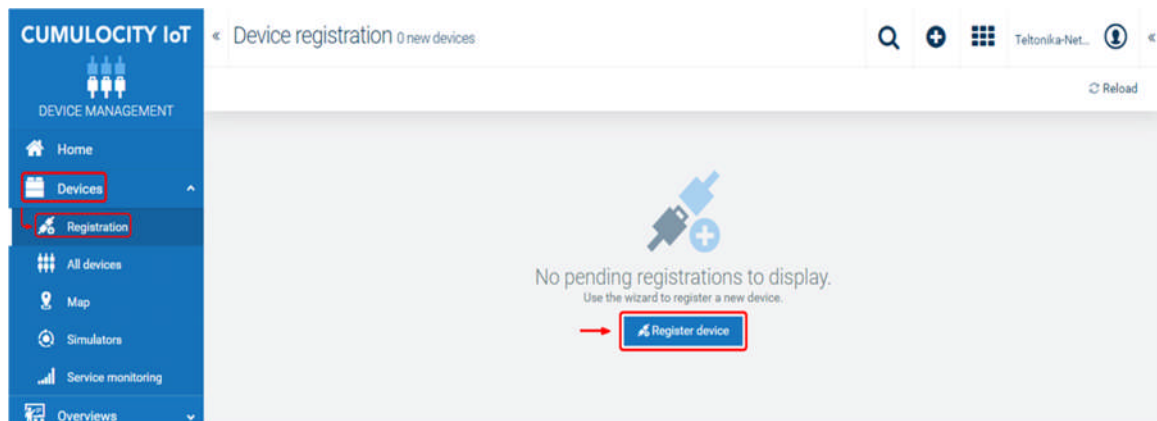 CUMULOCITY IoT
DEVICE MANAGEMENT
Home
Devices
Registration
All devices
Map
Simulators
Service monitoring
Overviews
Device registration 0 new devices
Teltonika-Net...
Reload
No pending registrations to display.
Use the wizard to register a new device.
Register device